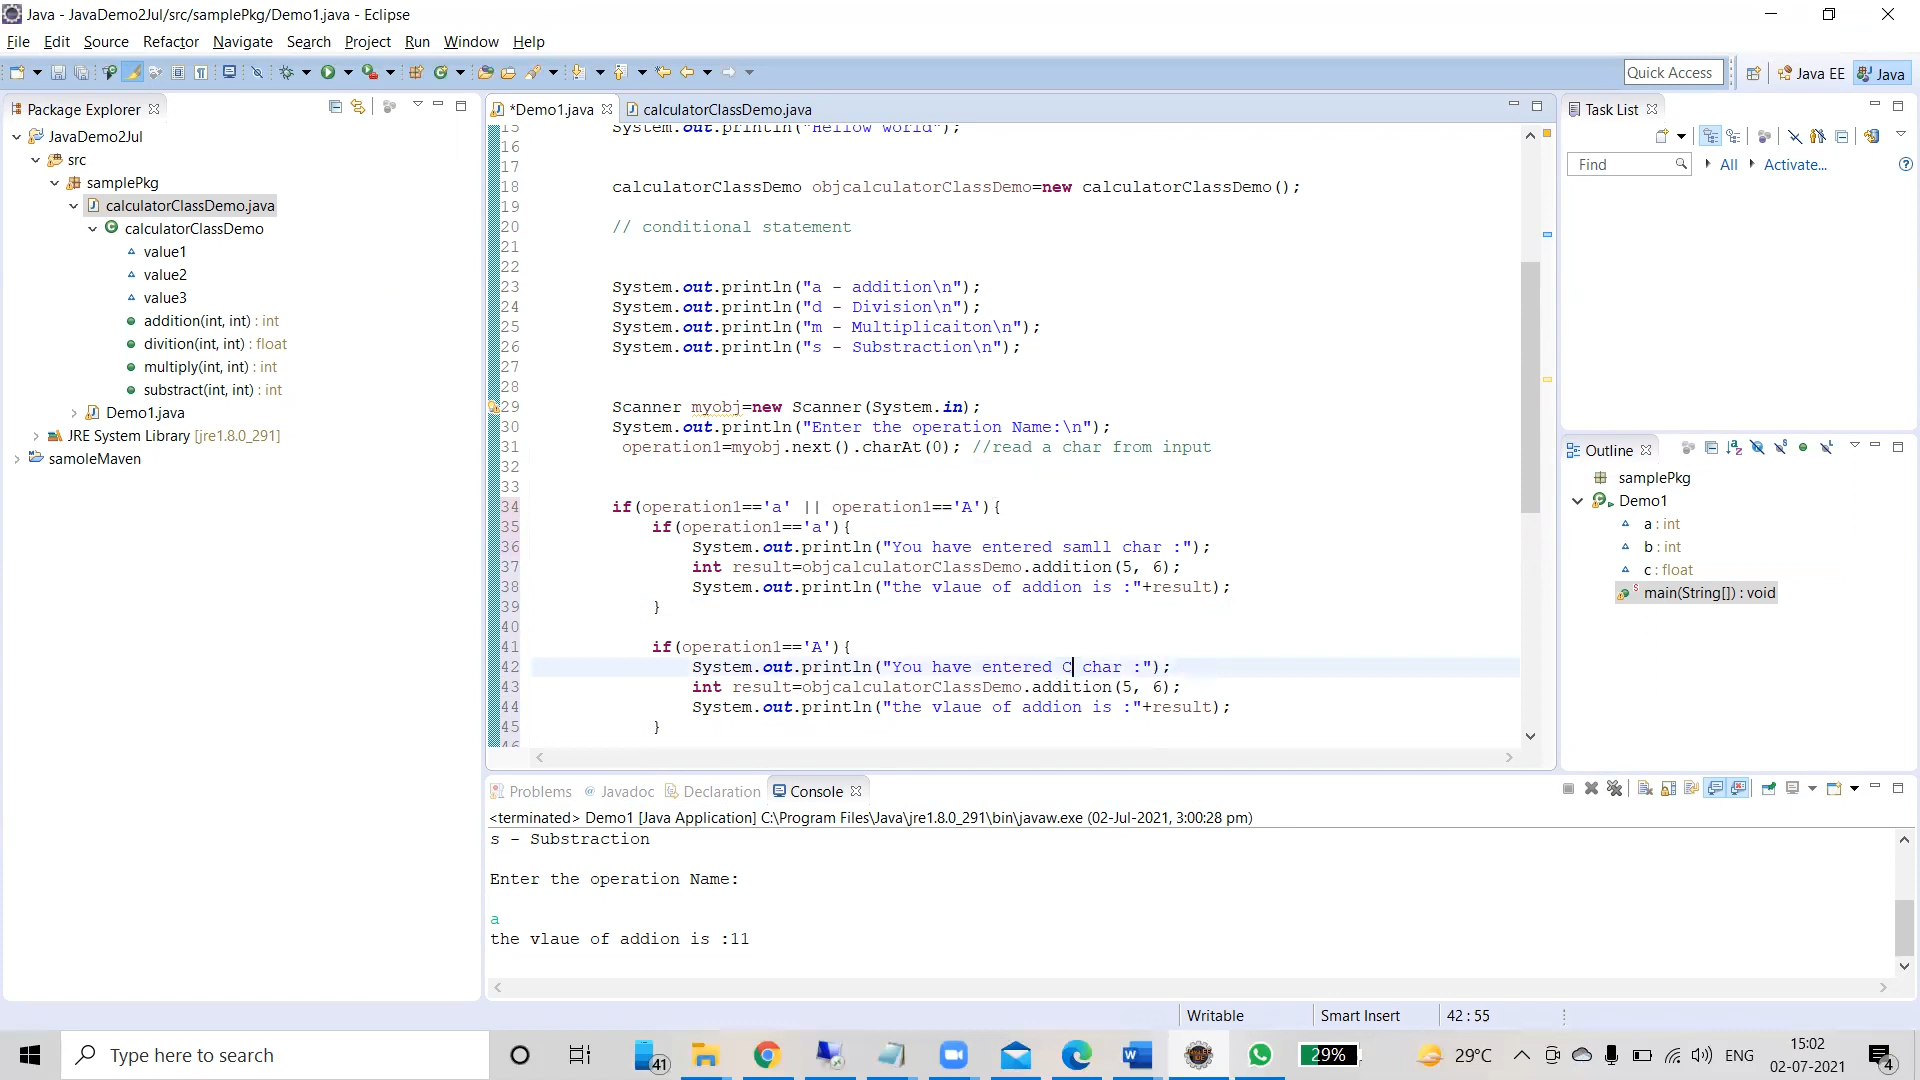 Java - JavaDemo2Jul/src/samplePkg/Demo1.java - Eclipse
File Edit Source Refactor Navigate Search Project Run Window Help
Quick Access
Java EE
Java
Package Explorer
JavaDemo2Jul
src
samplePkg
calculatorClassDemo.java
calculatorClassDemo
value1
value2
value3
addition(int, int) : int
divition(int, int) : float
multiply(int, int) : int
substract(int, int) : int
Demo1.java
JRE System Library [jre1.8.0_291]
samoleMaven
*Demo1.java
calculatorClassDemo.java
15 System.out.println("Hellow world");
16
17
18 calculatorClassDemo objcalculatorClassDemo=new calculatorClassDemo();
19
20 // conditional statement
21
22
23 System.out.println("a - addition\n");
24 System.out.println("d - Division\n");
25 System.out.println("m - Multiplicaiton\n");
26 System.out.println("s - Substraction\n");
27
28
29 Scanner myobj=new Scanner(System.in);
30 System.out.println("Enter the operation Name:\n");
31 operation1=myobj.next().charAt(0); //read a char from input
32
33
34 if(operation1=='a' || operation1=='A'){
35 if(operation1=='a'){
36 System.out.println("You have entered samll char :");
37 int result=objcalculatorClassDemo.addition(5, 6);
38 System.out.println("the vlaue of addion is :"+result);
39 }
40
41 if(operation1=='A'){
42 System.out.println("You have entered C char :");
43 int result=objcalculatorClassDemo.addition(5, 6);
44 System.out.println("the vlaue of addion is :"+result);
45 }
46
Task List
Find
All
Activate...
Outline
samplePkg
Demo1
a : int
b : int
c : float
main(String[]) : void
Problems @ Javadoc Declaration Console
<terminated> Demo1 [Java Application] C:\Program Files\Java\jre1.8.0_291\bin\javaw.exe (02-Jul-2021, 3:00:28 pm)
s - Substraction
Enter the operation Name:
a
the vlaue of addion is :11
Writable
Smart Insert
42 : 55
Type here to search
41
29%
29°C
ENG
15:02
02-07-2021
4